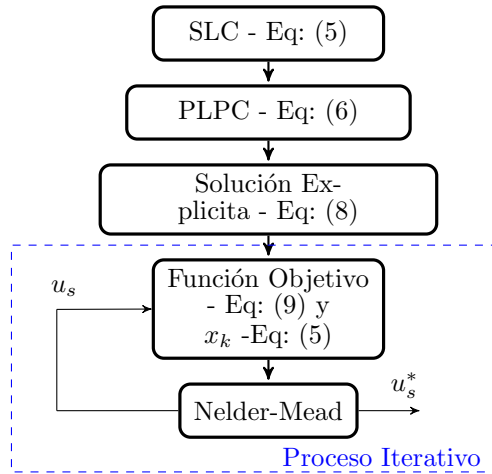 SLC - Eq: (5)
PLPC - Eq: (6)
Solución Ex-
plicita - Eq: (8)
Función Objetivo
- Eq: (9) y
x_k -Eq: (5)
u_s
Nelder-Mead
u_s^*
Proceso Iterativo